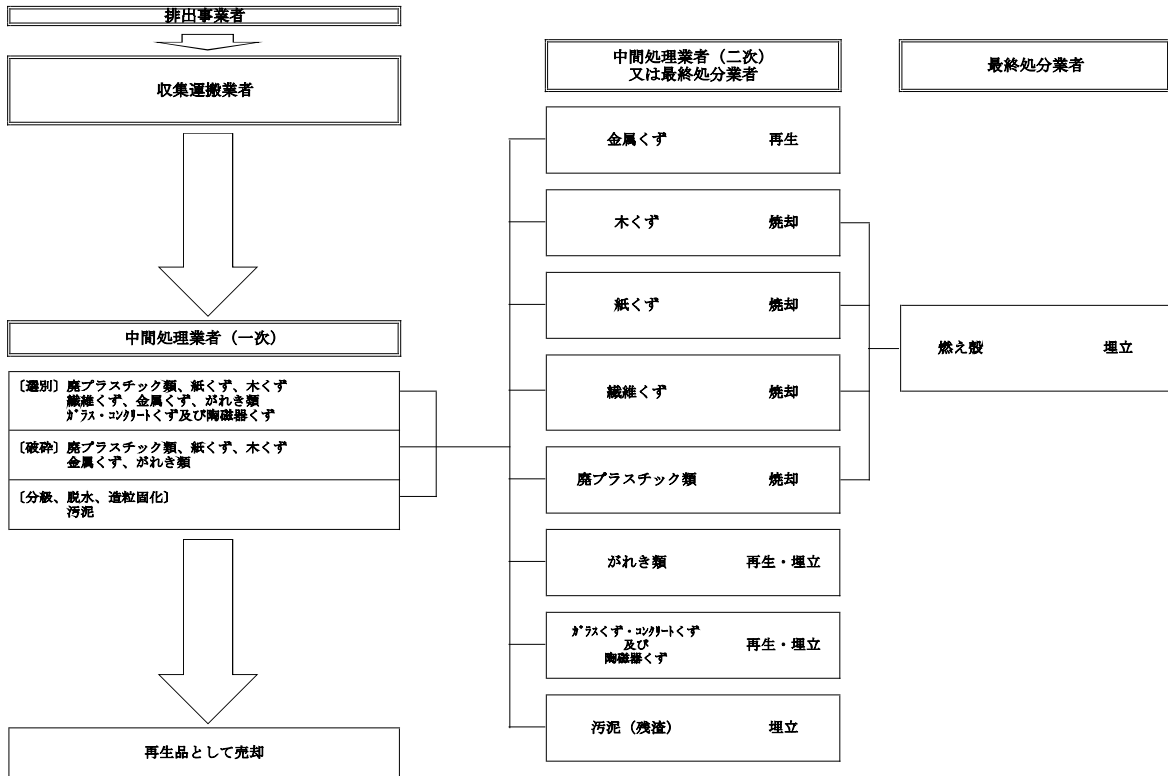 排出事業者
収集運搬業者
中間処理業者（一次）
〔選別〕廃プラスチック類、紙くず、木くず
繊維くず、金属くず、がれき類
ｶﾞﾗｽ・ｺﾝｸﾘｰﾄくず及び陶磁器くず
〔破砕〕廃プラスチック類、紙くず、木くず
金属くず、がれき類
〔分級、脱水、造粒固化〕
汚泥
再生品として売却
中間処理業者（二次）
又は最終処分業者
金属くず 再生
木くず 焼却
紙くず 焼却
繊維くず 焼却
廃プラスチック類 焼却
がれき類 再生・埋立
ｶﾞﾗｽくず・ｺﾝｸﾘｰﾄくず
及び
陶磁器くず
再生・埋立
汚泥（残渣） 埋立
最終処分業者
燃え殻 埋立